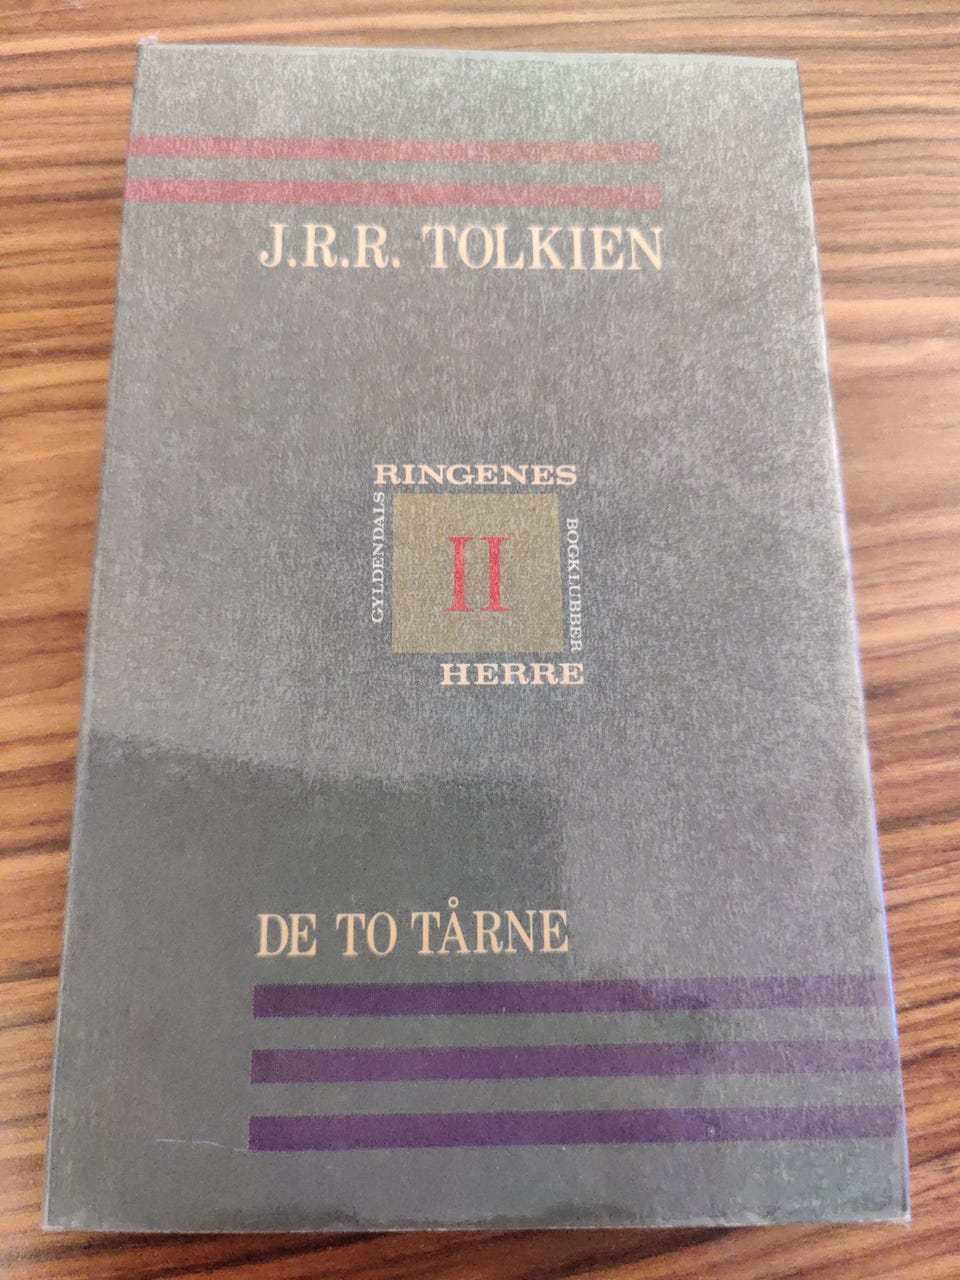 J.R.R. TOLKIEN
RINGENES
GYLDENDALS
II
BOGKLUBBER
HERRE
DE TO TÅRNE